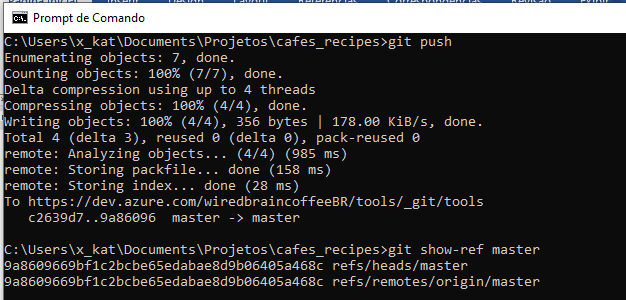 Prompt de Comando
C:\Users\x_kat\Documents\Projetos\cafes_recipes>git push
Enumerating objects: 7, done.
Counting objects: 100% (7/7), done.
Delta compression using up to 4 threads
Compressing objects: 100% (4/4), done.
Writing objects: 100% (4/4), 356 bytes | 178.00 KiB/s, done.
Total 4 (delta 3), reused 0 (delta 0), pack-reused 0
remote: Analyzing objects... (4/4) (985 ms)
remote: Storing packfile... done (158 ms)
remote: Storing index... done (28 ms)
To https://dev.azure.com/wiredbraincoffeeBR/tools/_git/tools
c2639d7..9a86096  master -> master
C:\Users\x_kat\Documents\Projetos\cafes_recipes>git show-ref master
9a8609669bf1c2bcbe65edabae8d9b06405a468c refs/heads/master
9a8609669bf1c2bcbe65edabae8d9b06405a468c refs/remotes/origin/master